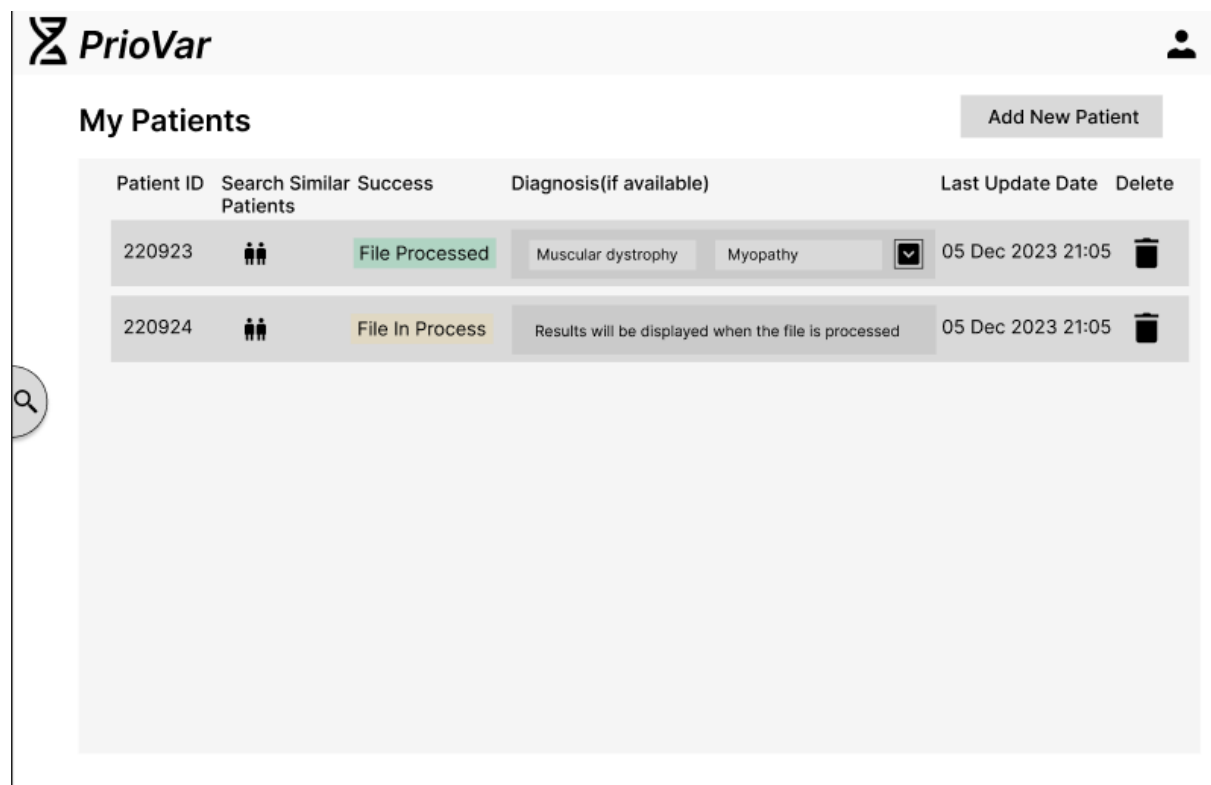 PrioVar
My Patients
Add New Patient
Patient ID Search Similar Patients Success Diagnosis(if available) Last Update Date Delete
220923 File Processed Muscular dystrophy Myopathy 05 Dec 2023 21:05
220924 File In Process Results will be displayed when the file is processed 05 Dec 2023 21:05